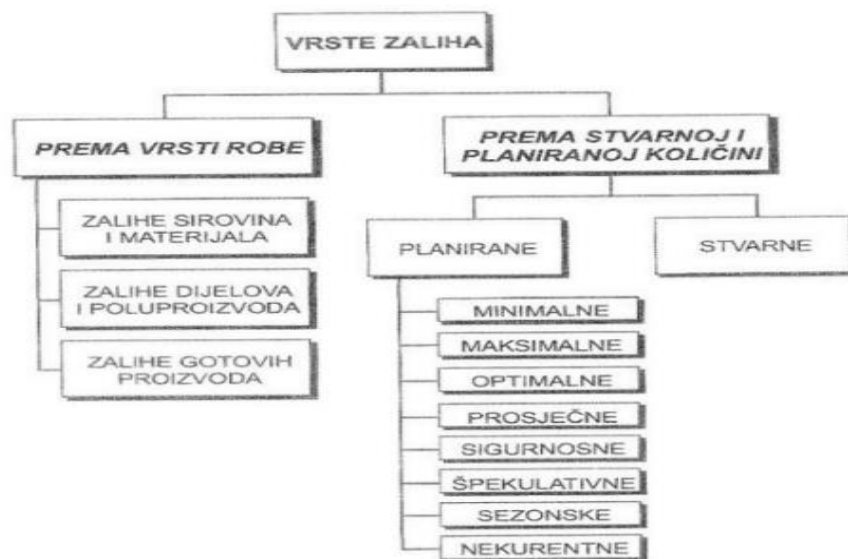 VRSTE ZALIHA
PREMA VRSTI ROBE
ZALIHE SIROVINA
I MATERIJALA
ZALIHE DIJELOVA
I POLUPROIZVODA
ZALIHE GOTOVIH
PROIZVODA
PREMA STVARNOJ I
PLANIRANOJ KOLIČINI
PLANIRANE
STVARNE
MINIMALNE
MAKSIMALNE
OPTIMALNE
PROSJEČNE
SIGURNOSNE
ŠPEKULATIVNE
SEZONSKE
NEKURENTNE